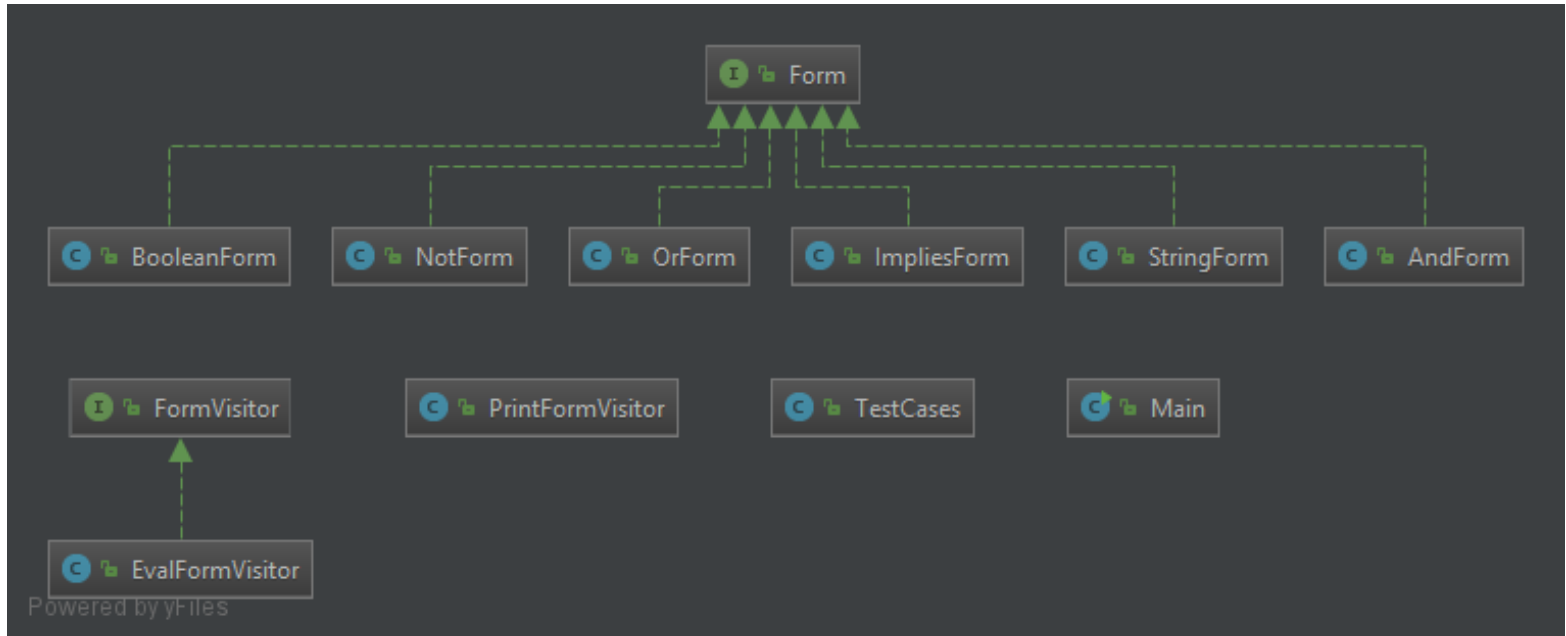 I Form
C BooleanForm
C NotForm
C OrForm
C ImpliesForm
C StringForm
C AndForm
I FormVisitor
C PrintFormVisitor
C TestCases
C Main
C EvalFormVisitor
Powered by yFiles